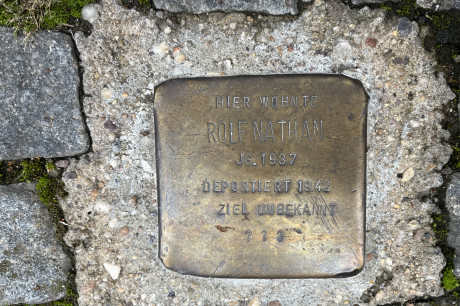 HIER WOHNTE
ROLF NATHAN
JG. 1937
DEPORTIERT 1942
ZIEL UNBEKANNT
? ? ?